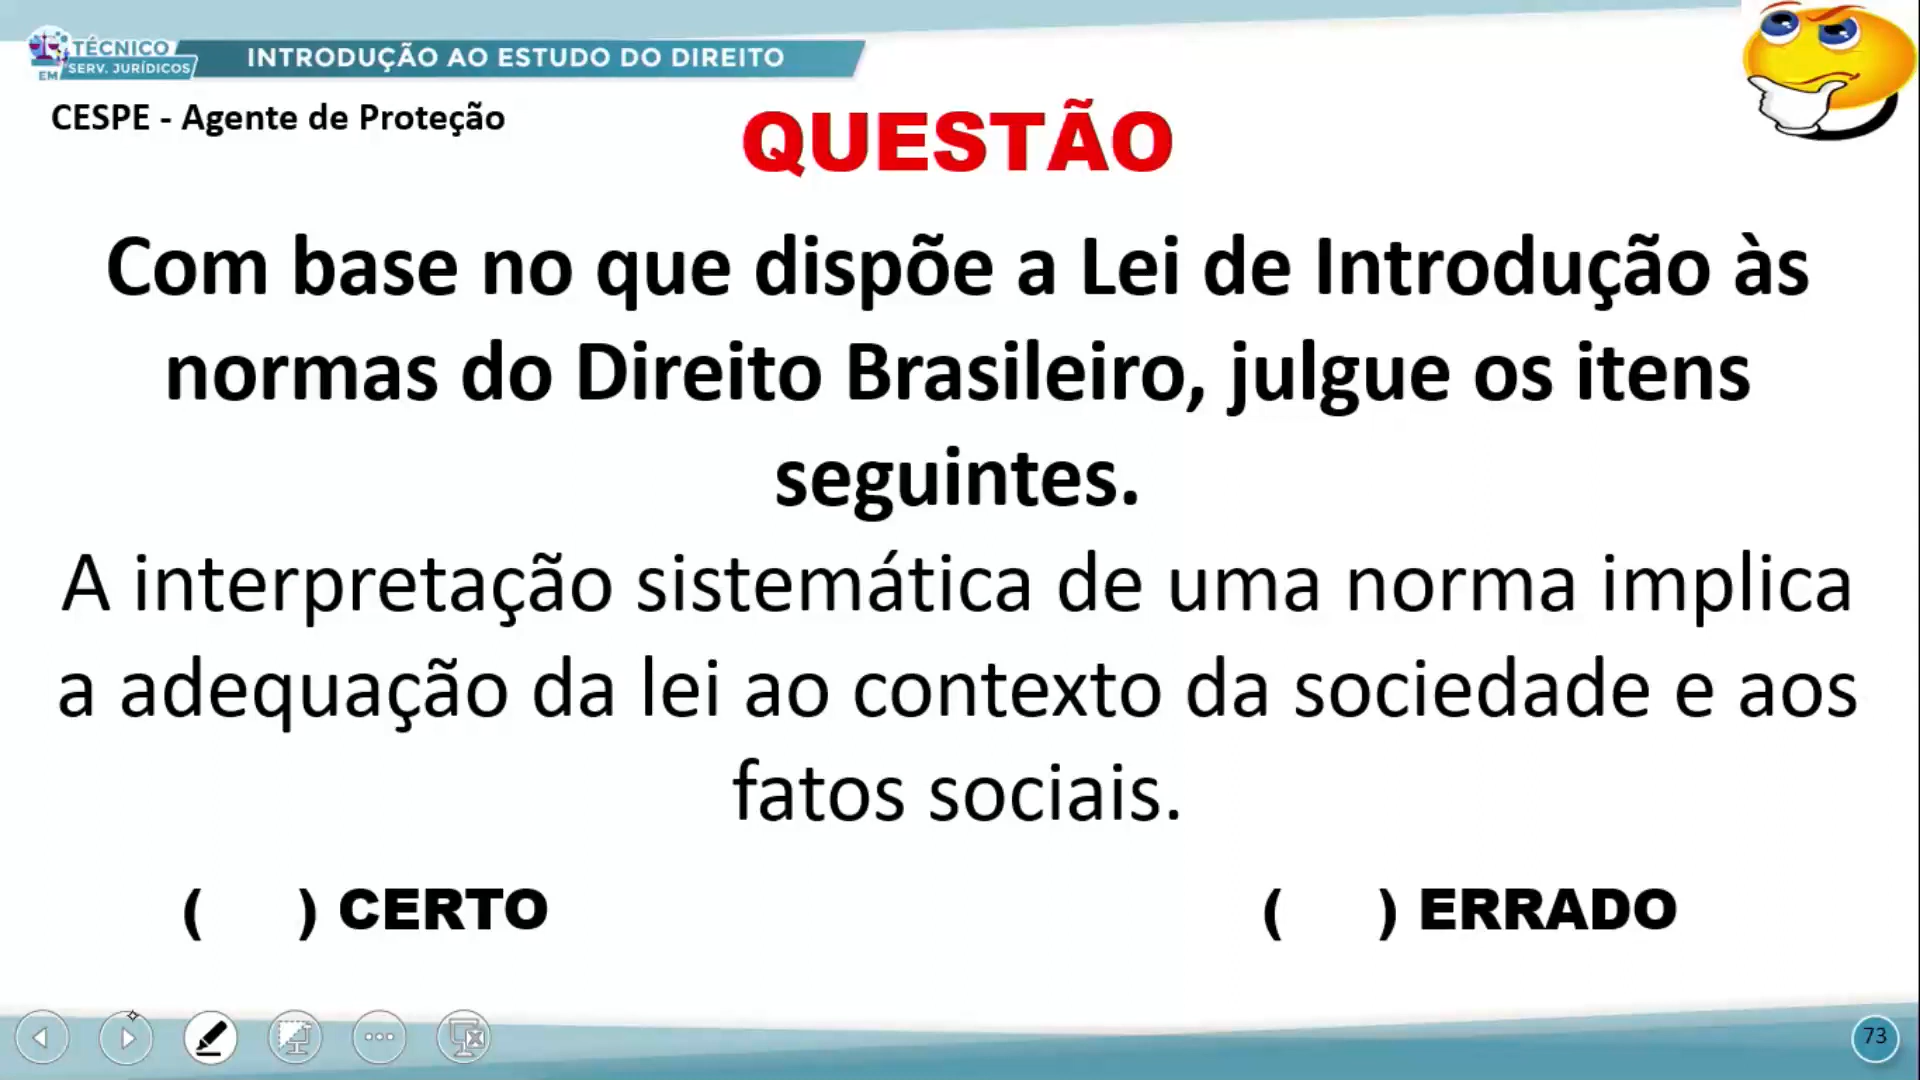 TÉCNICO
EM SERV. JURÍDICOS
INTRODUÇÃO AO ESTUDO DO DIREITO
CESPE - Agente de Proteção
QUESTÃO
Com base no que dispõe a Lei de Introdução às
normas do Direito Brasileiro, julgue os itens
seguintes.
A interpretação sistemática de uma norma implica
a adequação da lei ao contexto da sociedade e aos
fatos sociais.
( ) CERTO ( ) ERRADO
73